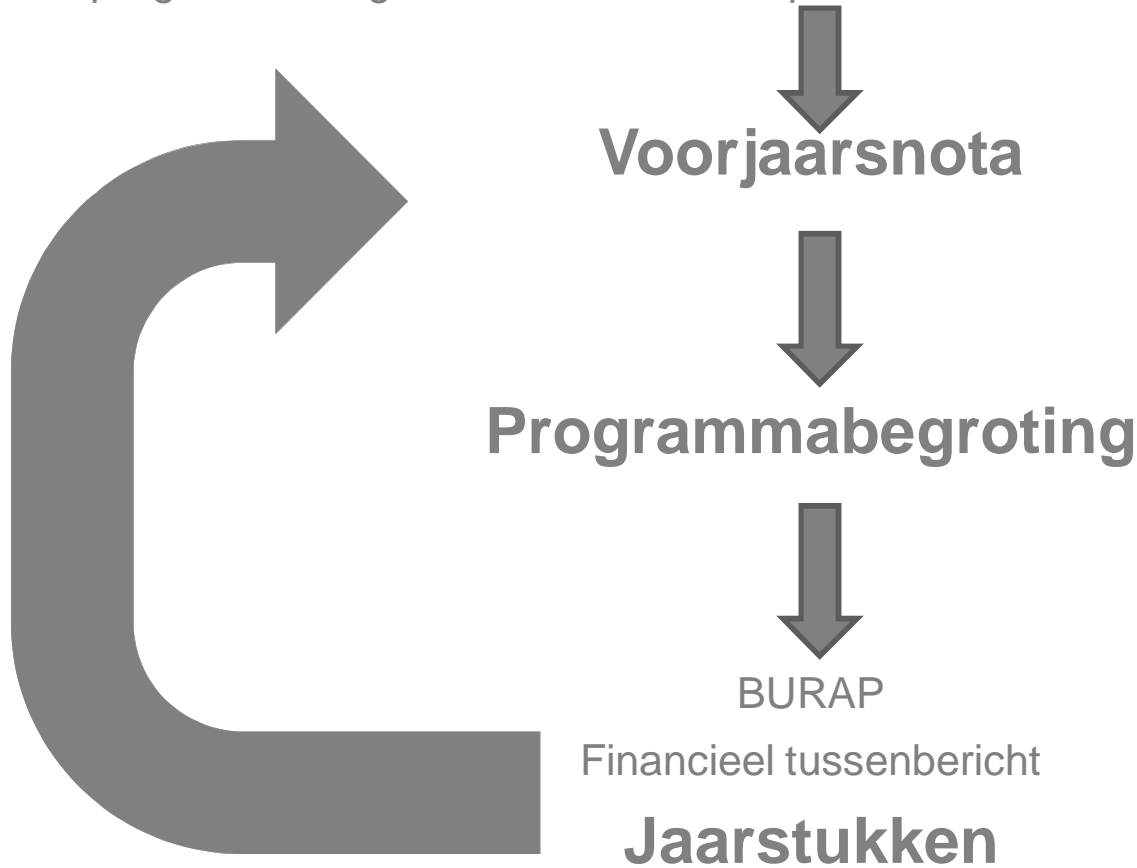 Voorjaarsnota
Programmabegroting
BURAP
Financieel tussenbericht
Jaarstukken